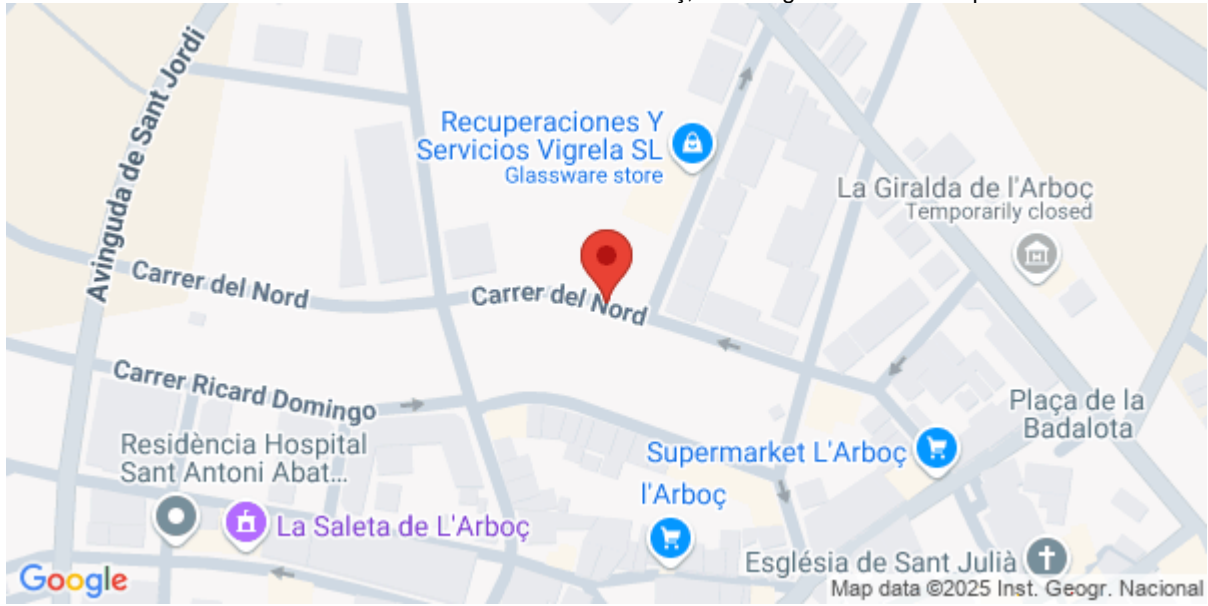 Avinguda de Sant Jordi
Recuperaciones Y
Servicios Vigrela SL
Glassware store
La Giralda de l'Arboç
Temporarily closed
Carrer del Nord
Carrer del Nord
Carrer Ricard Domingo
Plaça de la
Badalota
Residència Hospital
Sant Antoni Abat...
Supermarket L'Arboç
l'Arboç
La Saleta de L'Arboç
Església de Sant Julià
Google
Map data ©2025 Inst. Geogr. Nacional